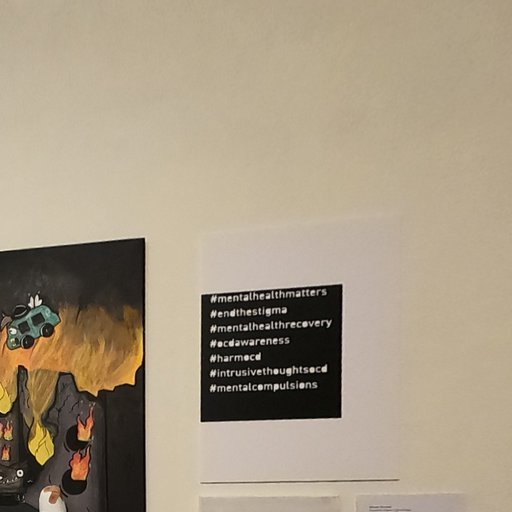 #mentalhealthmatters
#endthestigma
#mentalhealthrecovery
#ocdawareness
#harmocd
#intrusivethoughtsocd
#mentalcompulsions